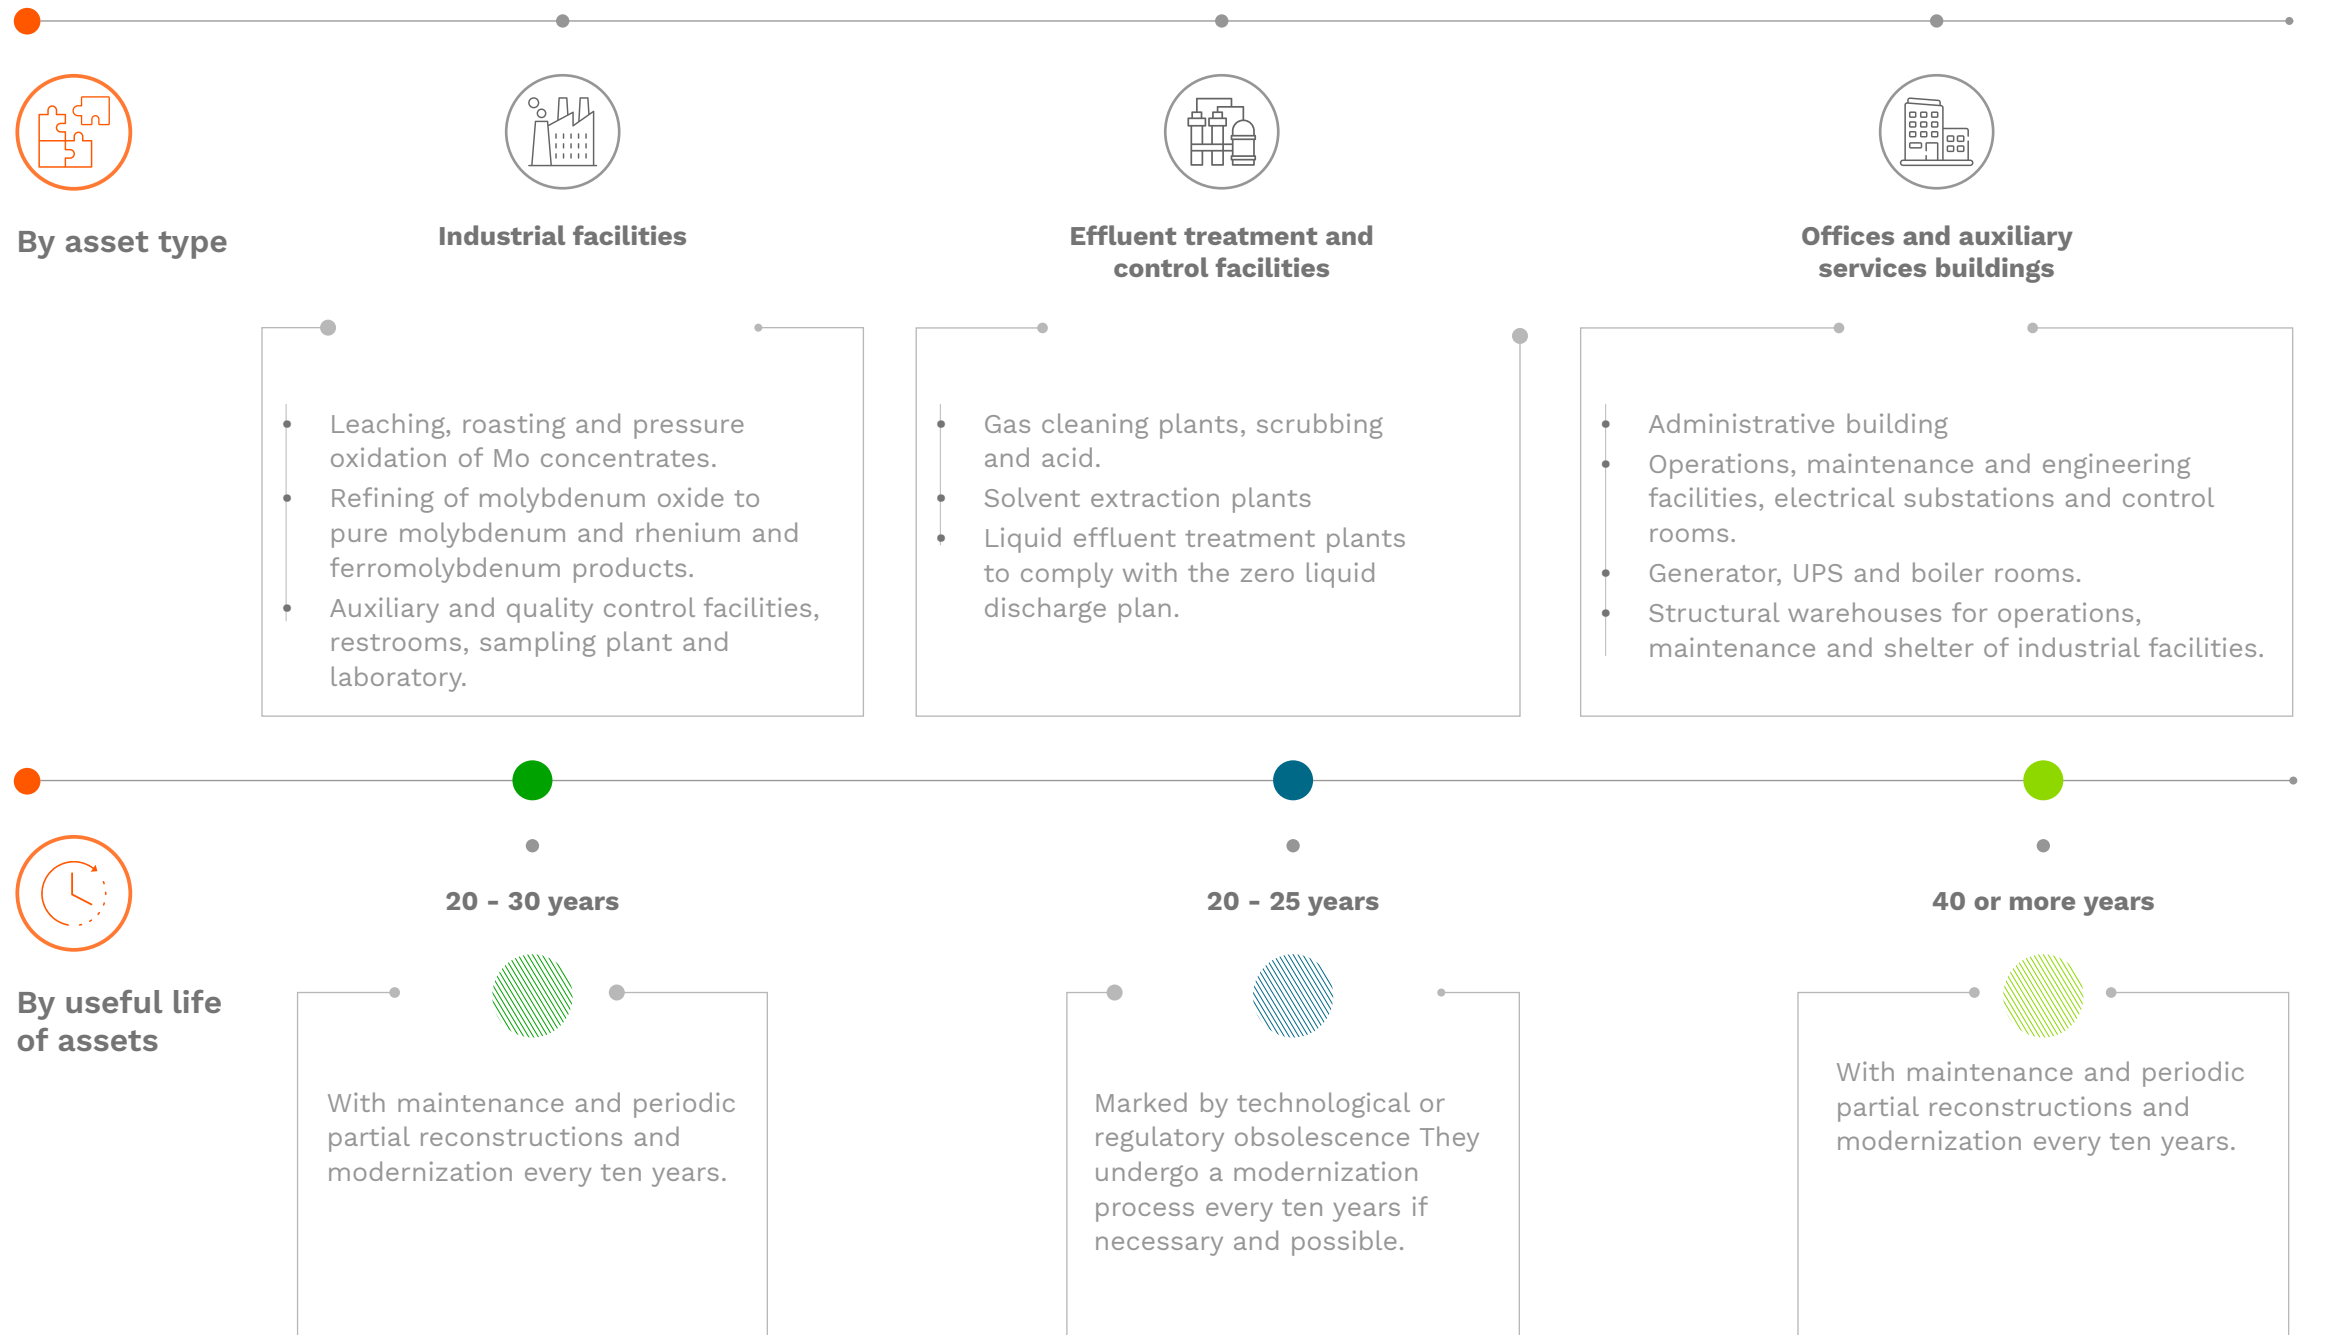 By asset type
Industrial facilities
Leaching, roasting and pressure
oxidation of Mo concentrates.
Refining of molybdenum oxide to
pure molybdenum and rhenium and
ferromolybdenum products.
Auxiliary and quality control facilities,
restrooms, sampling plant and
laboratory.
Effluent treatment and
control facilities
Gas cleaning plants, scrubbing
and acid.
Solvent extraction plants
Liquid effluent treatment plants
to comply with the zero liquid
discharge plan.
Offices and auxiliary
services buildings
Administrative building
Operations, maintenance and engineering
facilities, electrical substations and control
rooms.
Generator, UPS and boiler rooms.
Structural warehouses for operations,
maintenance and shelter of industrial facilities.
By useful life
of assets
20 - 30 years
With maintenance and periodic
partial reconstructions and
modernization every ten years.
20 - 25 years
Marked by technological or
regulatory obsolescence They
undergo a modernization
process every ten years if
necessary and possible.
40 or more years
With maintenance and periodic
partial reconstructions and
modernization every ten years.